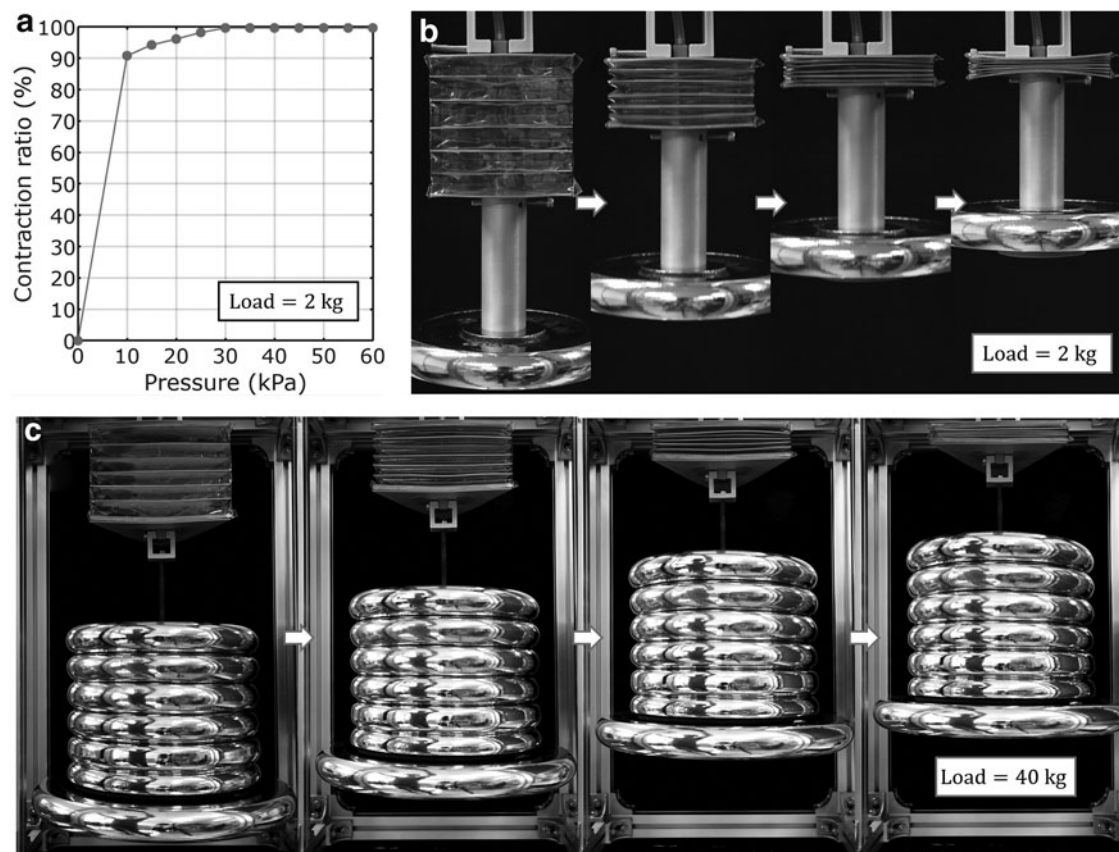 a
Contraction ratio (%)
100
90
80
70
60
50
40
30
20
10
0
0 10 20 30 40 50 60
Pressure (kPa)
Load = 2 kg
b
Load = 2 kg
c
Load = 40 kg